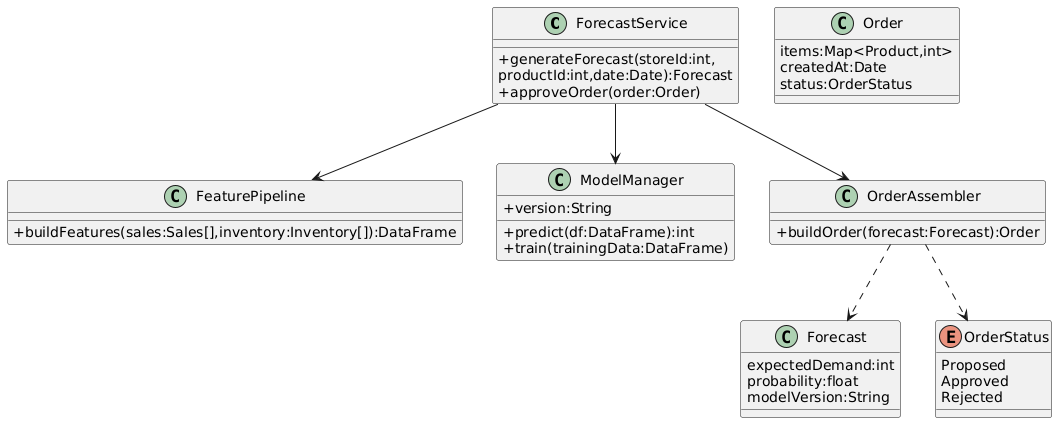 C ForecastService
+generateForecast(storeId:int,
productId:int,date:Date):Forecast
+approveOrder(order:Order)
C Order
items:Map<Product,int>
createdAt:Date
status:OrderStatus
C FeaturePipeline
+buildFeatures(sales:Sales[],inventory:Inventory[]):DataFrame
C ModelManager
+version:String
+predict(df:DataFrame):int
+train(trainingData:DataFrame)
C OrderAssembler
+buildOrder(forecast:Forecast):Order
C Forecast
expectedDemand:int
probability:float
modelVersion:String
E OrderStatus
Proposed
Approved
Rejected